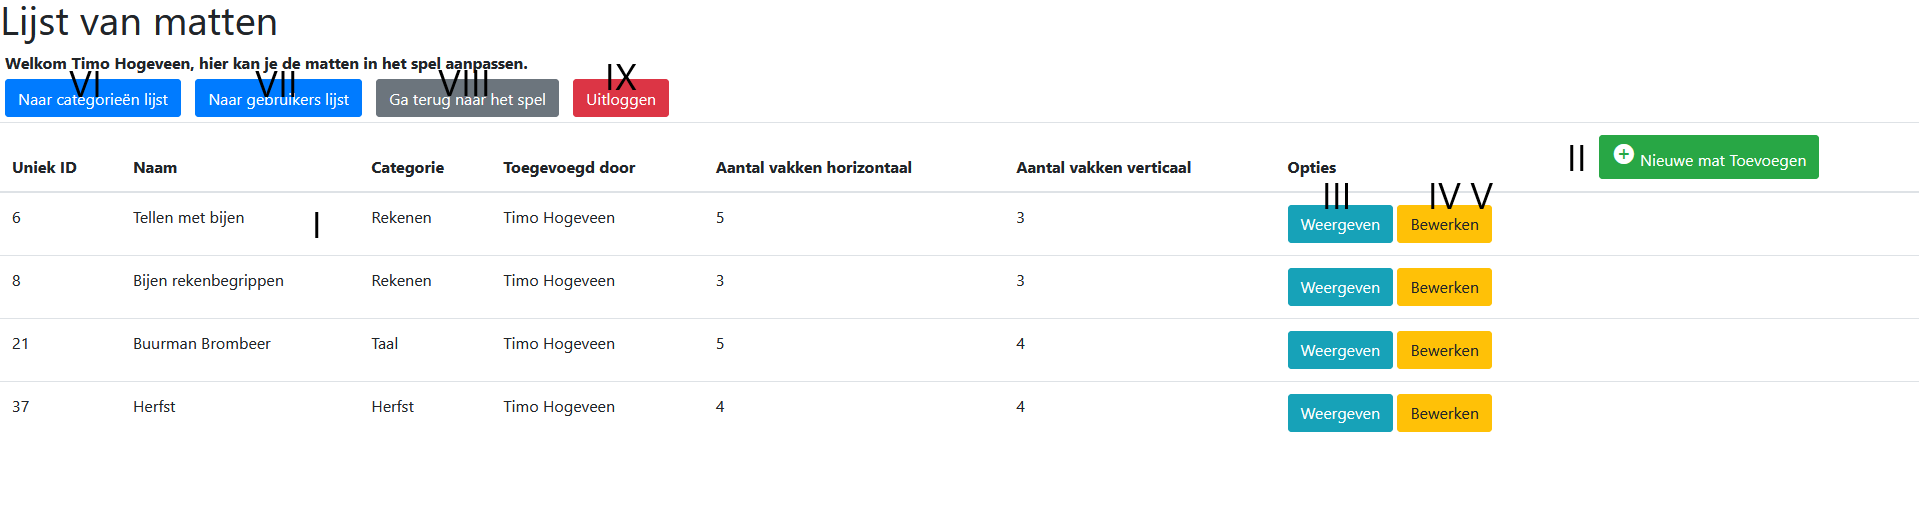 Lijst van matten
Welkom Timo Hogeveen, hier kan je de matten in het spel aanpassen.
VI VII VIII IX
Naar categorieën lijst Naar gebruikers lijst Ga terug naar het spel Uitloggen
II Nieuwe mat Toevoegen
Uniek ID Naam Categorie Toegevoegd door Aantal vakken horizontaal Aantal vakken verticaal Opties
III IV V
6 Tellen met bijen I Rekenen Timo Hogeveen 5 3 Weergeven Bewerken
8 Bijen rekenbegrippen Rekenen Timo Hogeveen 3 3 Weergeven Bewerken
21 Buurman Brombeer Taal Timo Hogeveen 5 4 Weergeven Bewerken
37 Herfst Herfst Timo Hogeveen 4 4 Weergeven Bewerken